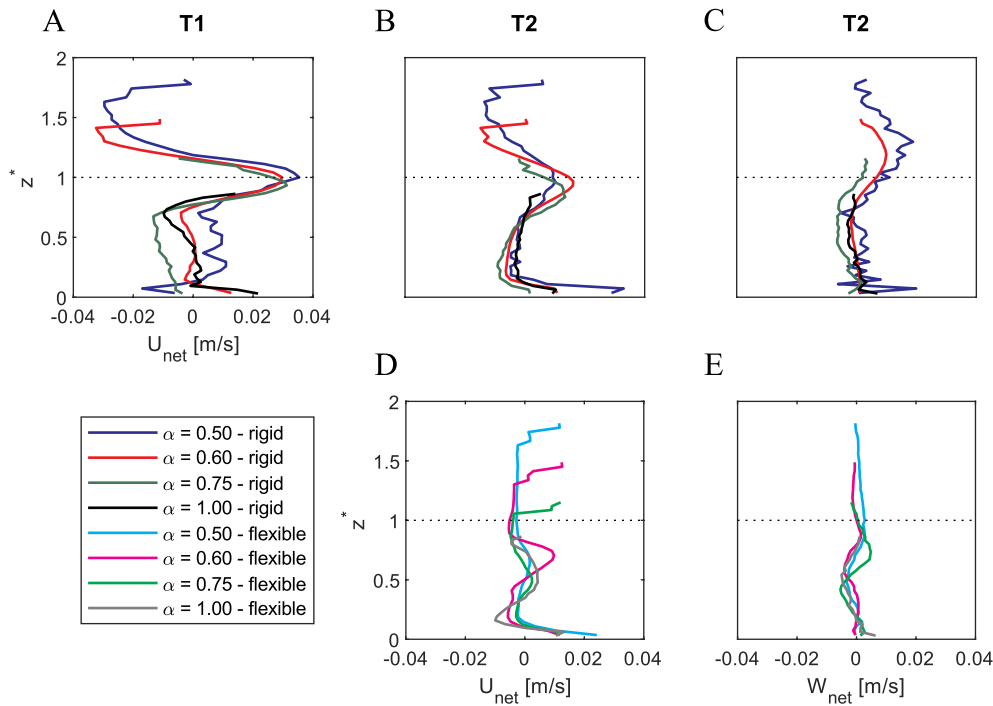 A T1 B T2 C T2
2
1.5
1
0.5
0
z*
-0.04 -0.02 0 0.02 0.04
U_net [m/s]
D E
α = 0.50 - rigid
α = 0.60 - rigid
α = 0.75 - rigid
α = 1.00 - rigid
α = 0.50 - flexible
α = 0.60 - flexible
α = 0.75 - flexible
α = 1.00 - flexible
2
1.5
1
0.5
0
z*
-0.04 -0.02 0 0.02 0.04
U_net [m/s]
-0.04 -0.02 0 0.02 0.04
W_net [m/s]